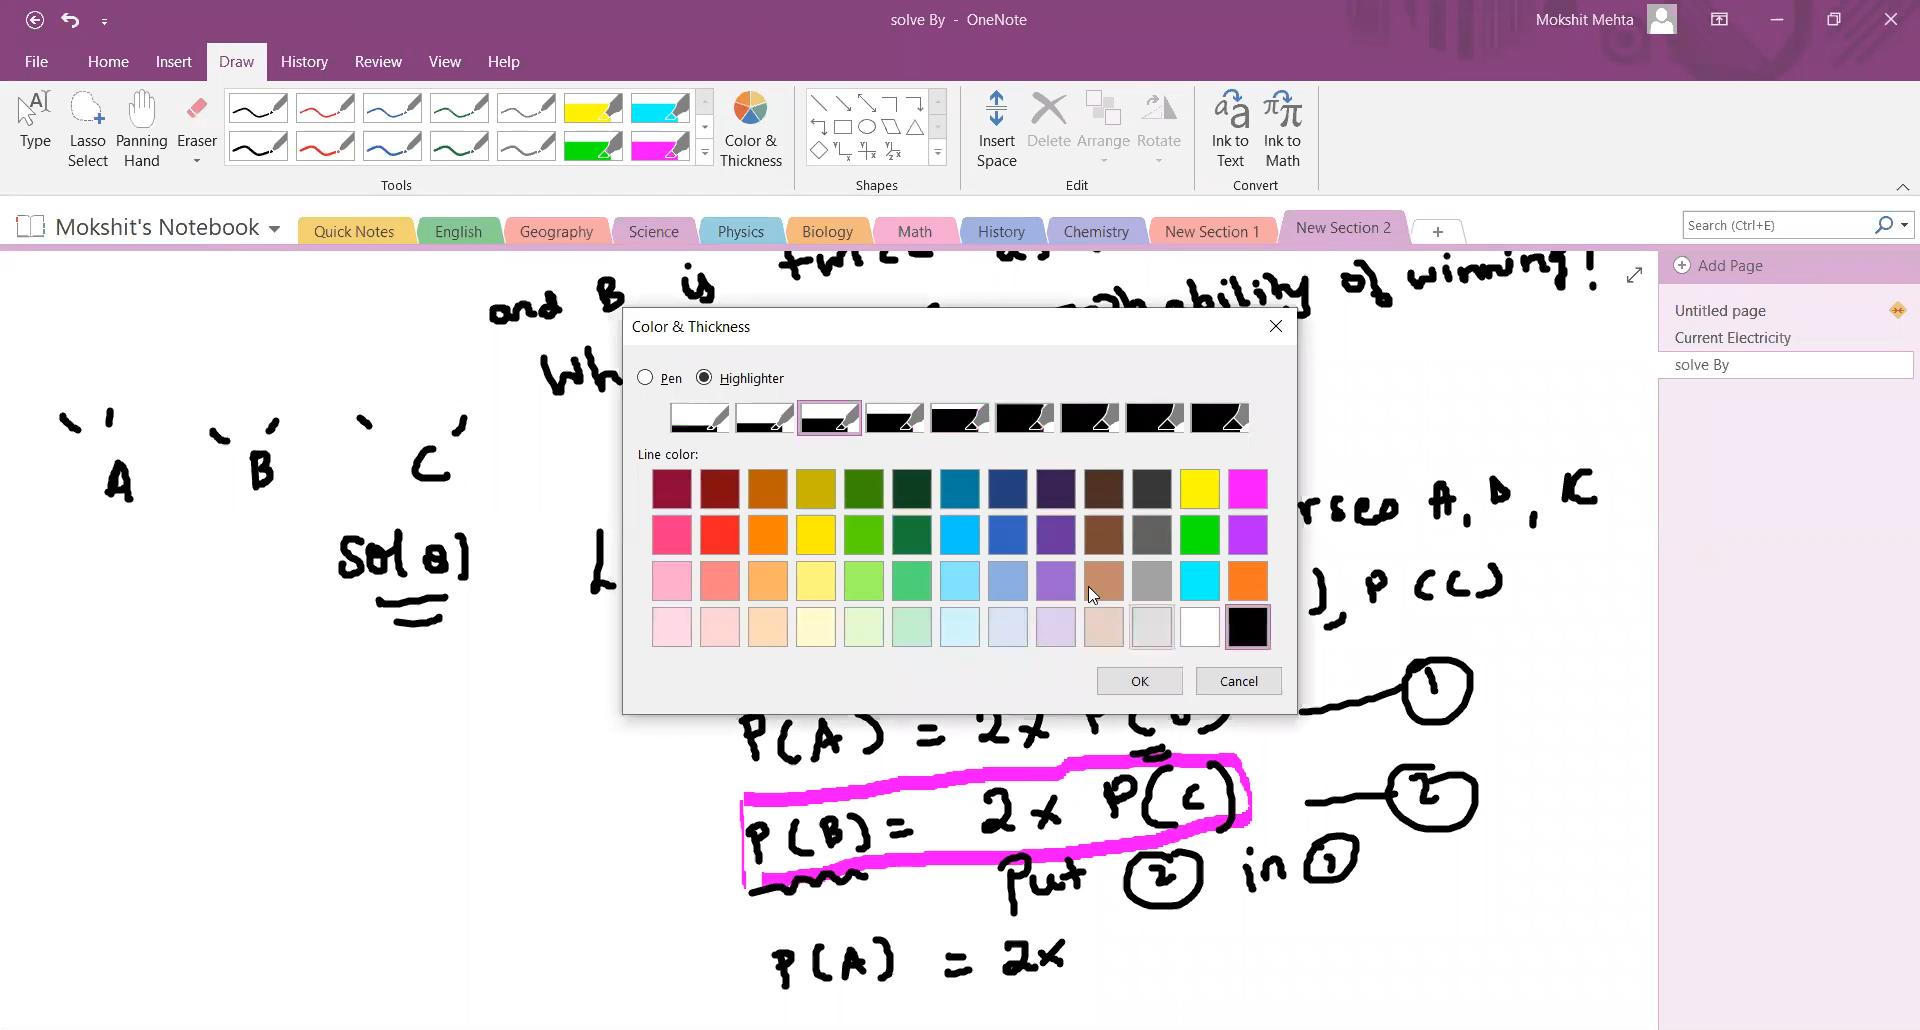 solve By - OneNote
Mokshit Mehta
File Home Insert Draw History Review View Help
Type
Lasso Select
Panning Hand
Eraser
Color & Thickness
Insert Space
Delete
Arrange
Rotate
Ink to Text
Ink to Math
Tools
Shapes
Edit
Convert
Mokshit's Notebook
Quick Notes English Geography Science Physics Biology Math History Chemistry New Section 1 New Section 2 +
Search (Ctrl+E)
Add Page
Untitled page
Current Electricity
solve By
and B is
of winning!
Color & Thickness
Pen Highlighter
Line color:
OK Cancel
A B C
Sol
P (C)
P(A) = 2x
1
P(B) = 2x P(C)
2
Put 2 in 1
P(A) = 2x